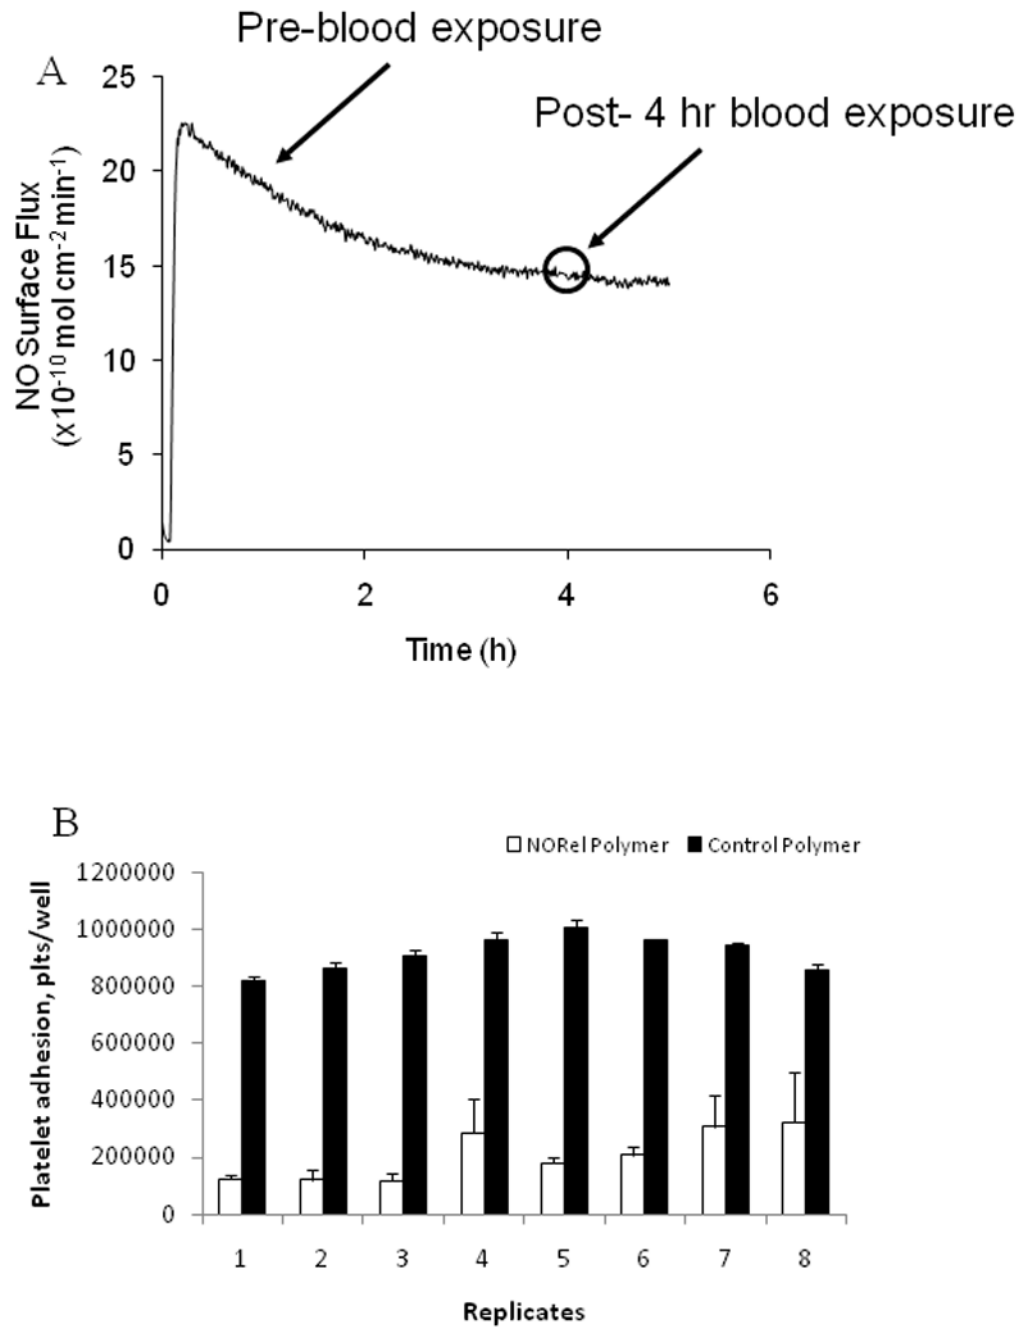 Pre-blood exposure
A
Post- 4 hr blood exposure
NO Surface Flux
(x10-10 mol cm-2 min-1)
25
20
15
10
5
0
0 2 4 6
Time (h)
B
NORel Polymer Control Polymer
Platelet adhesion, plts/well
1200000
1000000
800000
600000
400000
200000
0
1 2 3 4 5 6 7 8
Replicates